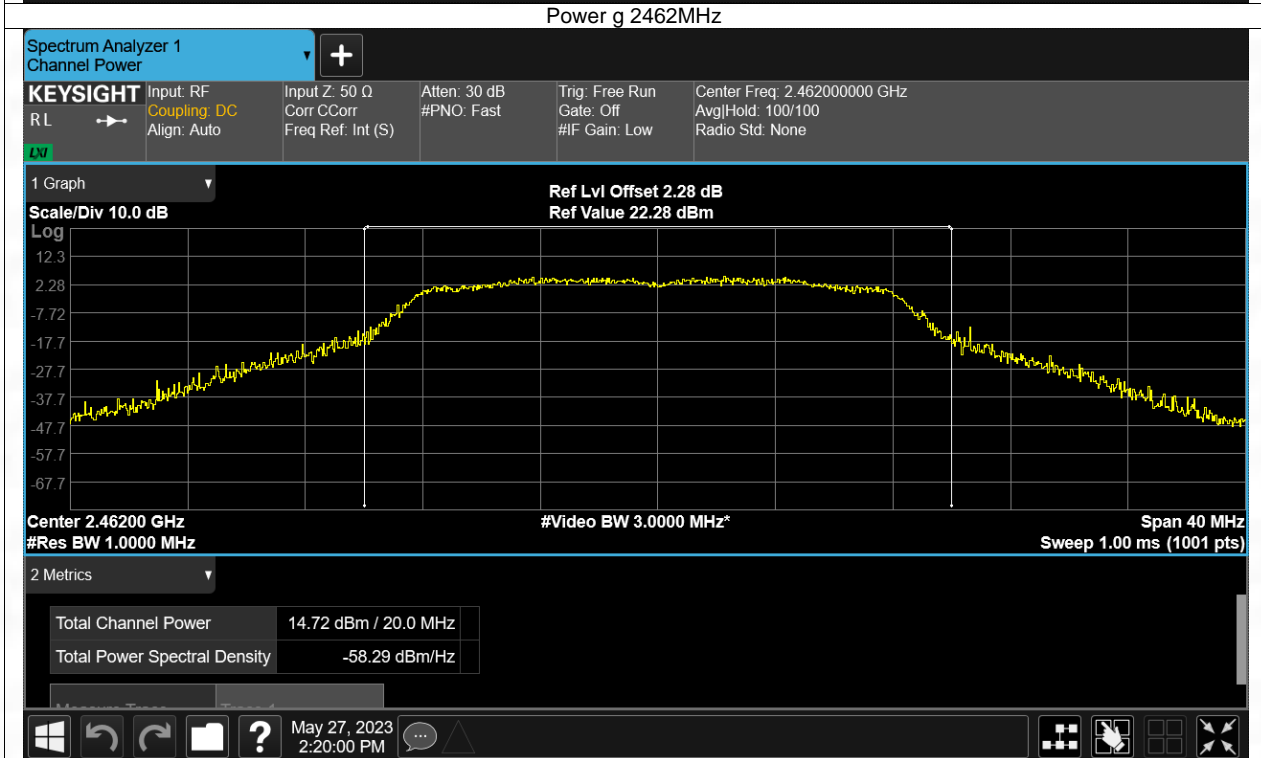 Power g 2462MHz
Spectrum Analyzer 1
Channel Power
KEYSIGHT
R L
LXI
Input: RF
Coupling: DC
Align: Auto
Input Z: 50 Ω
Corr CCorr
Freq Ref: Int (S)
Atten: 30 dB
#PNO: Fast
Trig: Free Run
Gate: Off
#IF Gain: Low
Center Freq: 2.462000000 GHz
Avg|Hold: 100/100
Radio Std: None
1 Graph
Scale/Div 10.0 dB
Ref Lvl Offset 2.28 dB
Ref Value 22.28 dBm
Log
12.3
2.28
-7.72
-17.7
-27.7
-37.7
-47.7
-57.7
-67.7
Center 2.46200 GHz
#Res BW 1.0000 MHz
#Video BW 3.0000 MHz*
Span 40 MHz
Sweep 1.00 ms (1001 pts)
2 Metrics
Total Channel Power 14.72 dBm / 20.0 MHz
Total Power Spectral Density -58.29 dBm/Hz
?
May 27, 2023
2:20:00 PM